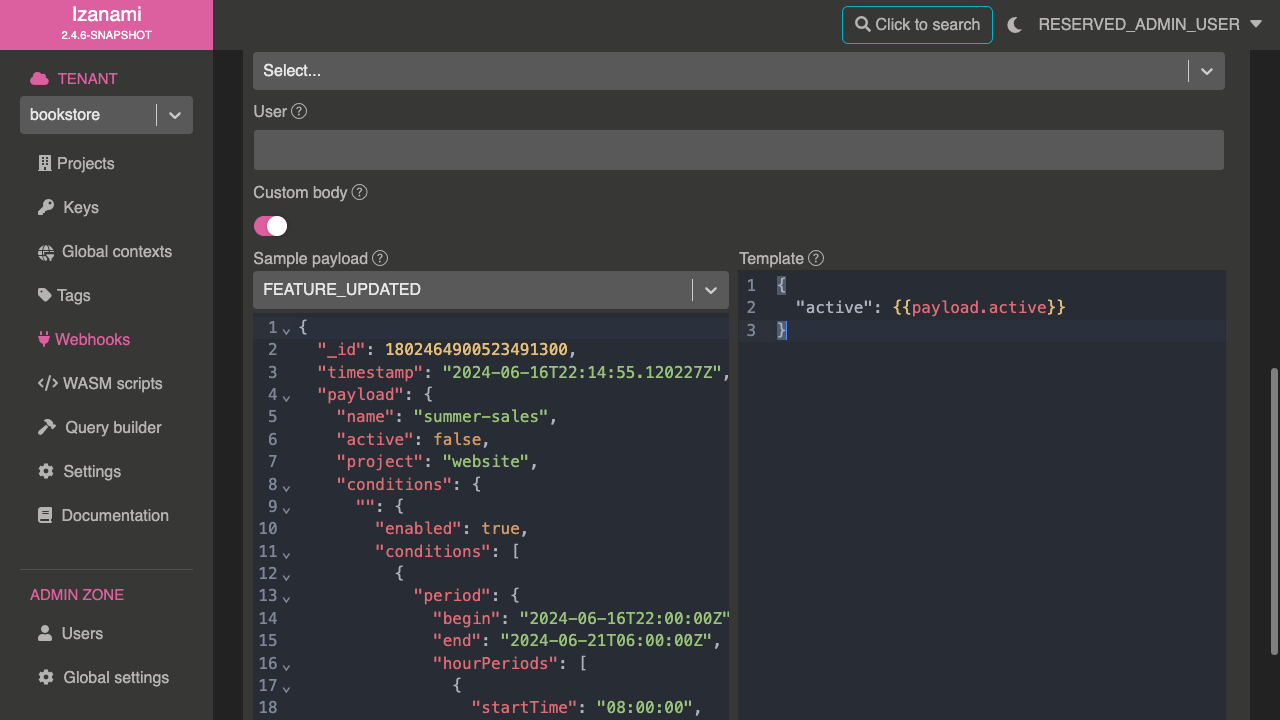 Izanami
2.4.6-SNAPSHOT
Click to search
RESERVED_ADMIN_USER
TENANT
bookstore
Projects
Keys
Global contexts
Tags
Webhooks
</> WASM scripts
Query builder
Settings
Documentation
ADMIN ZONE
Users
Global settings
Select...
User ?
Custom body ?
Sample payload ?
FEATURE_UPDATED
1 {
2 "_id": 1802464900523491300,
3 "timestamp": "2024-06-16T22:14:55.120227Z",
4 "payload": {
5 "name": "summer-sales",
6 "active": false,
7 "project": "website",
8 "conditions": {
9 "": {
10 "enabled": true,
11 "conditions": [
12 {
13 "period": {
14 "begin": "2024-06-16T22:00:00Z"
15 "end": "2024-06-21T06:00:00Z",
16 "hourPeriods": [
17 {
18 "startTime": "08:00:00",
Template ?
1 {
2 "active": {{payload.active}}
3 }